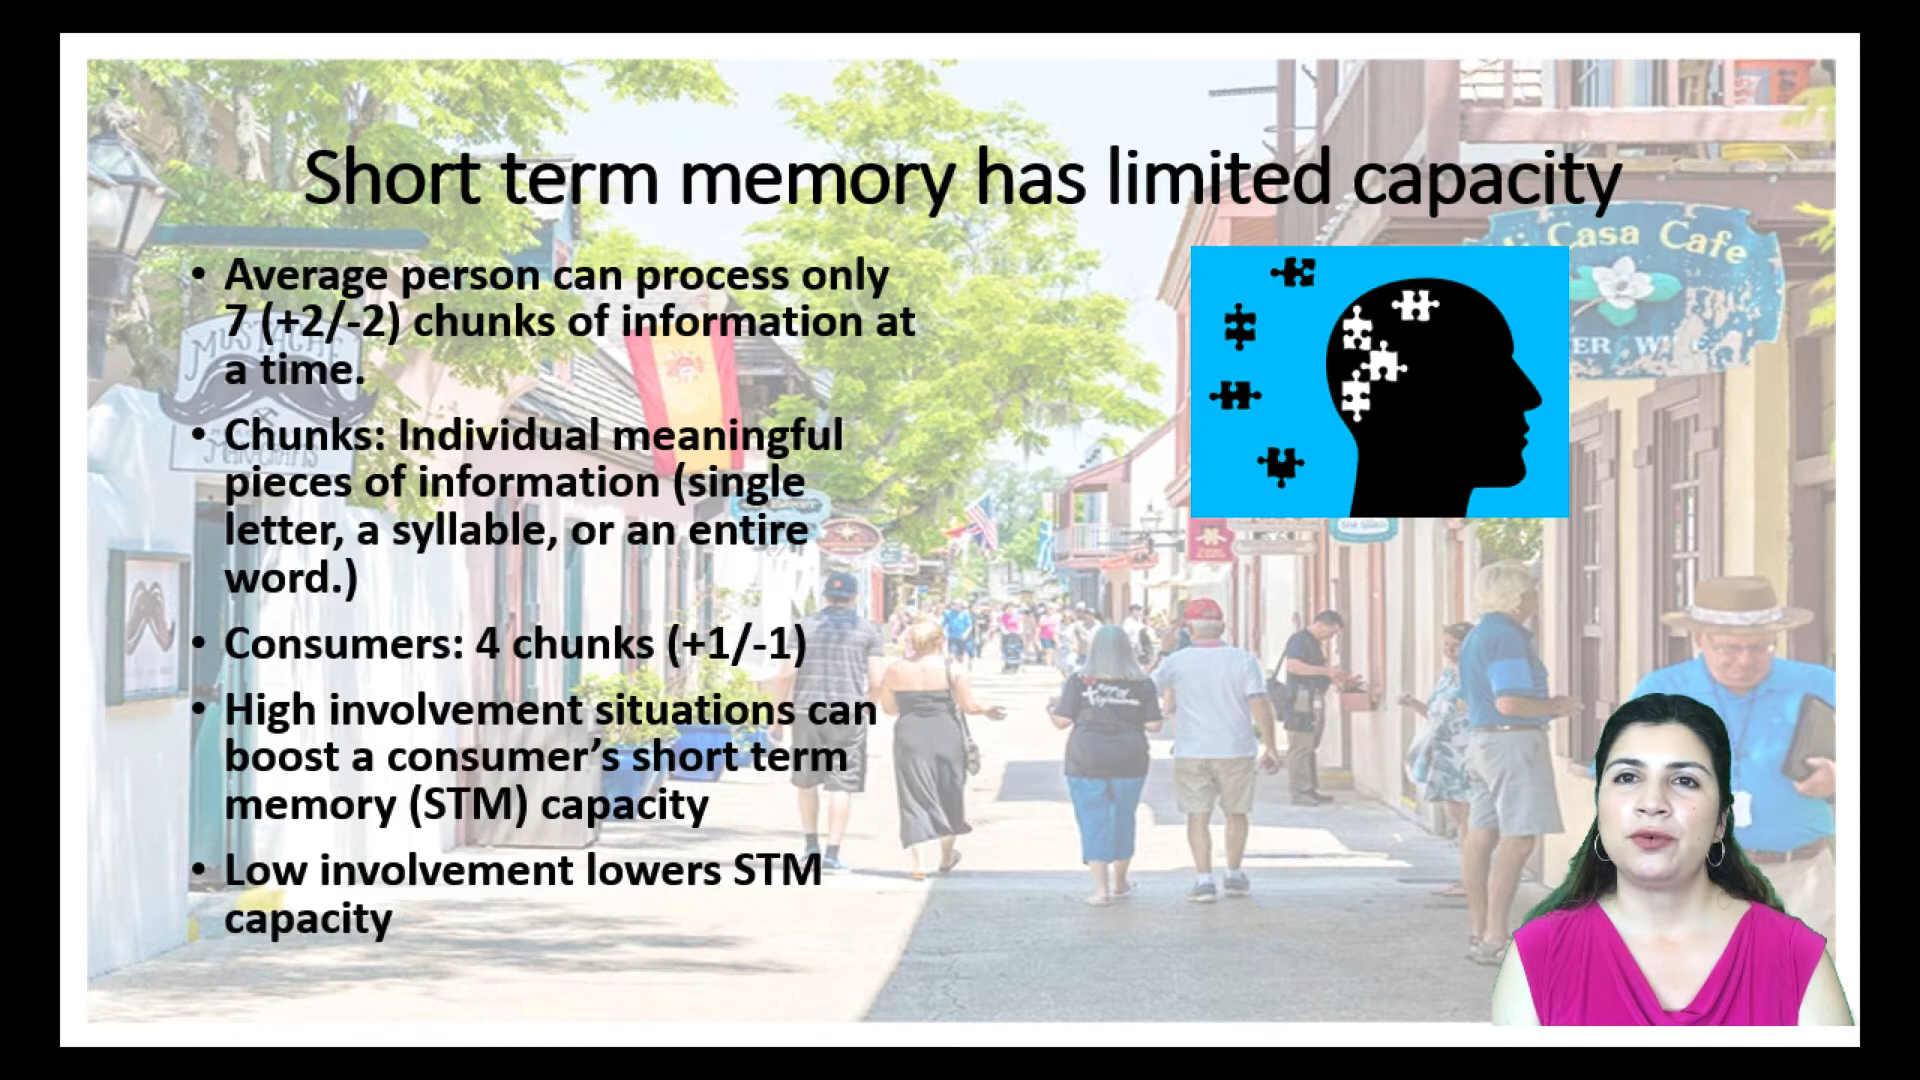 Short term memory has limited capacity
• Average person can process only
7 (+2/-2) chunks of information at
a time.
• Chunks: Individual meaningful
pieces of information (single
letter, a syllable, or an entire
word.)
• Consumers: 4 chunks (+1/-1)
• High involvement situations can
boost a consumer’s short term
memory (STM) capacity
• Low involvement lowers STM
capacity
Casa Cafe
MUSTACHE